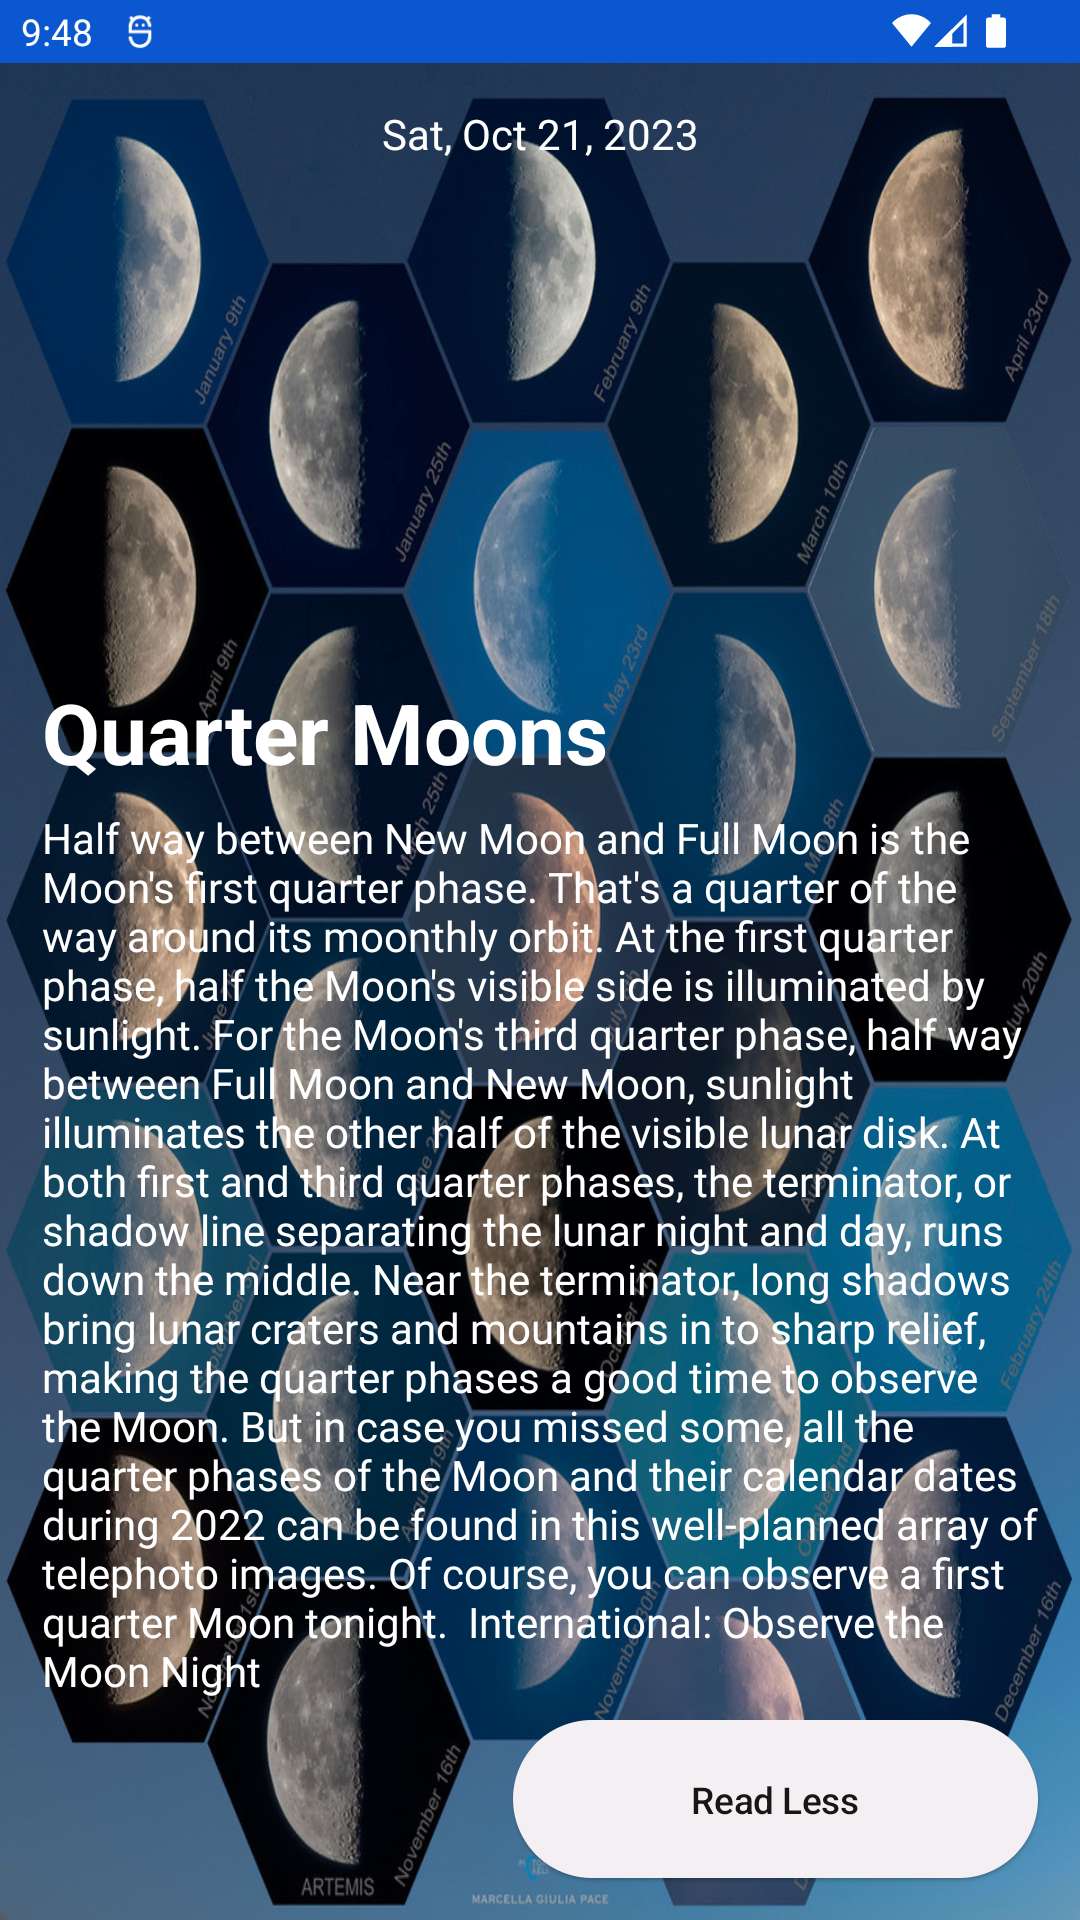 9:48
Sat, Oct 21, 2023
January 9th
February 9th
April 23rd
January 25th
March 10th
April 9th
May 23rd
September 18th
Quarter Moons
March 25th
Half way between New Moon and Full Moon is the
Moon's first quarter phase. That's a quarter of the
way around its moonthly orbit. At the first quarter
phase, half the Moon's visible side is illuminated by
sunlight. For the Moon's third quarter phase, half way
between Full Moon and New Moon, sunlight
illuminates the other half of the visible lunar disk. At
both first and third quarter phases, the terminator, or
shadow line separating the lunar night and day, runs
down the middle. Near the terminator, long shadows
bring lunar craters and mountains in to sharp relief,
making the quarter phases a good time to observe
the Moon. But in case you missed some, all the
quarter phases of the Moon and their calendar dates
during 2022 can be found in this well-planned array of
telephoto images. Of course, you can observe a first
quarter Moon tonight.  International: Observe the
Moon Night
July 20th
February 24th
December 16th
Read Less
November 16th
ARTEMIS
MARCELLA GIULIA PACE